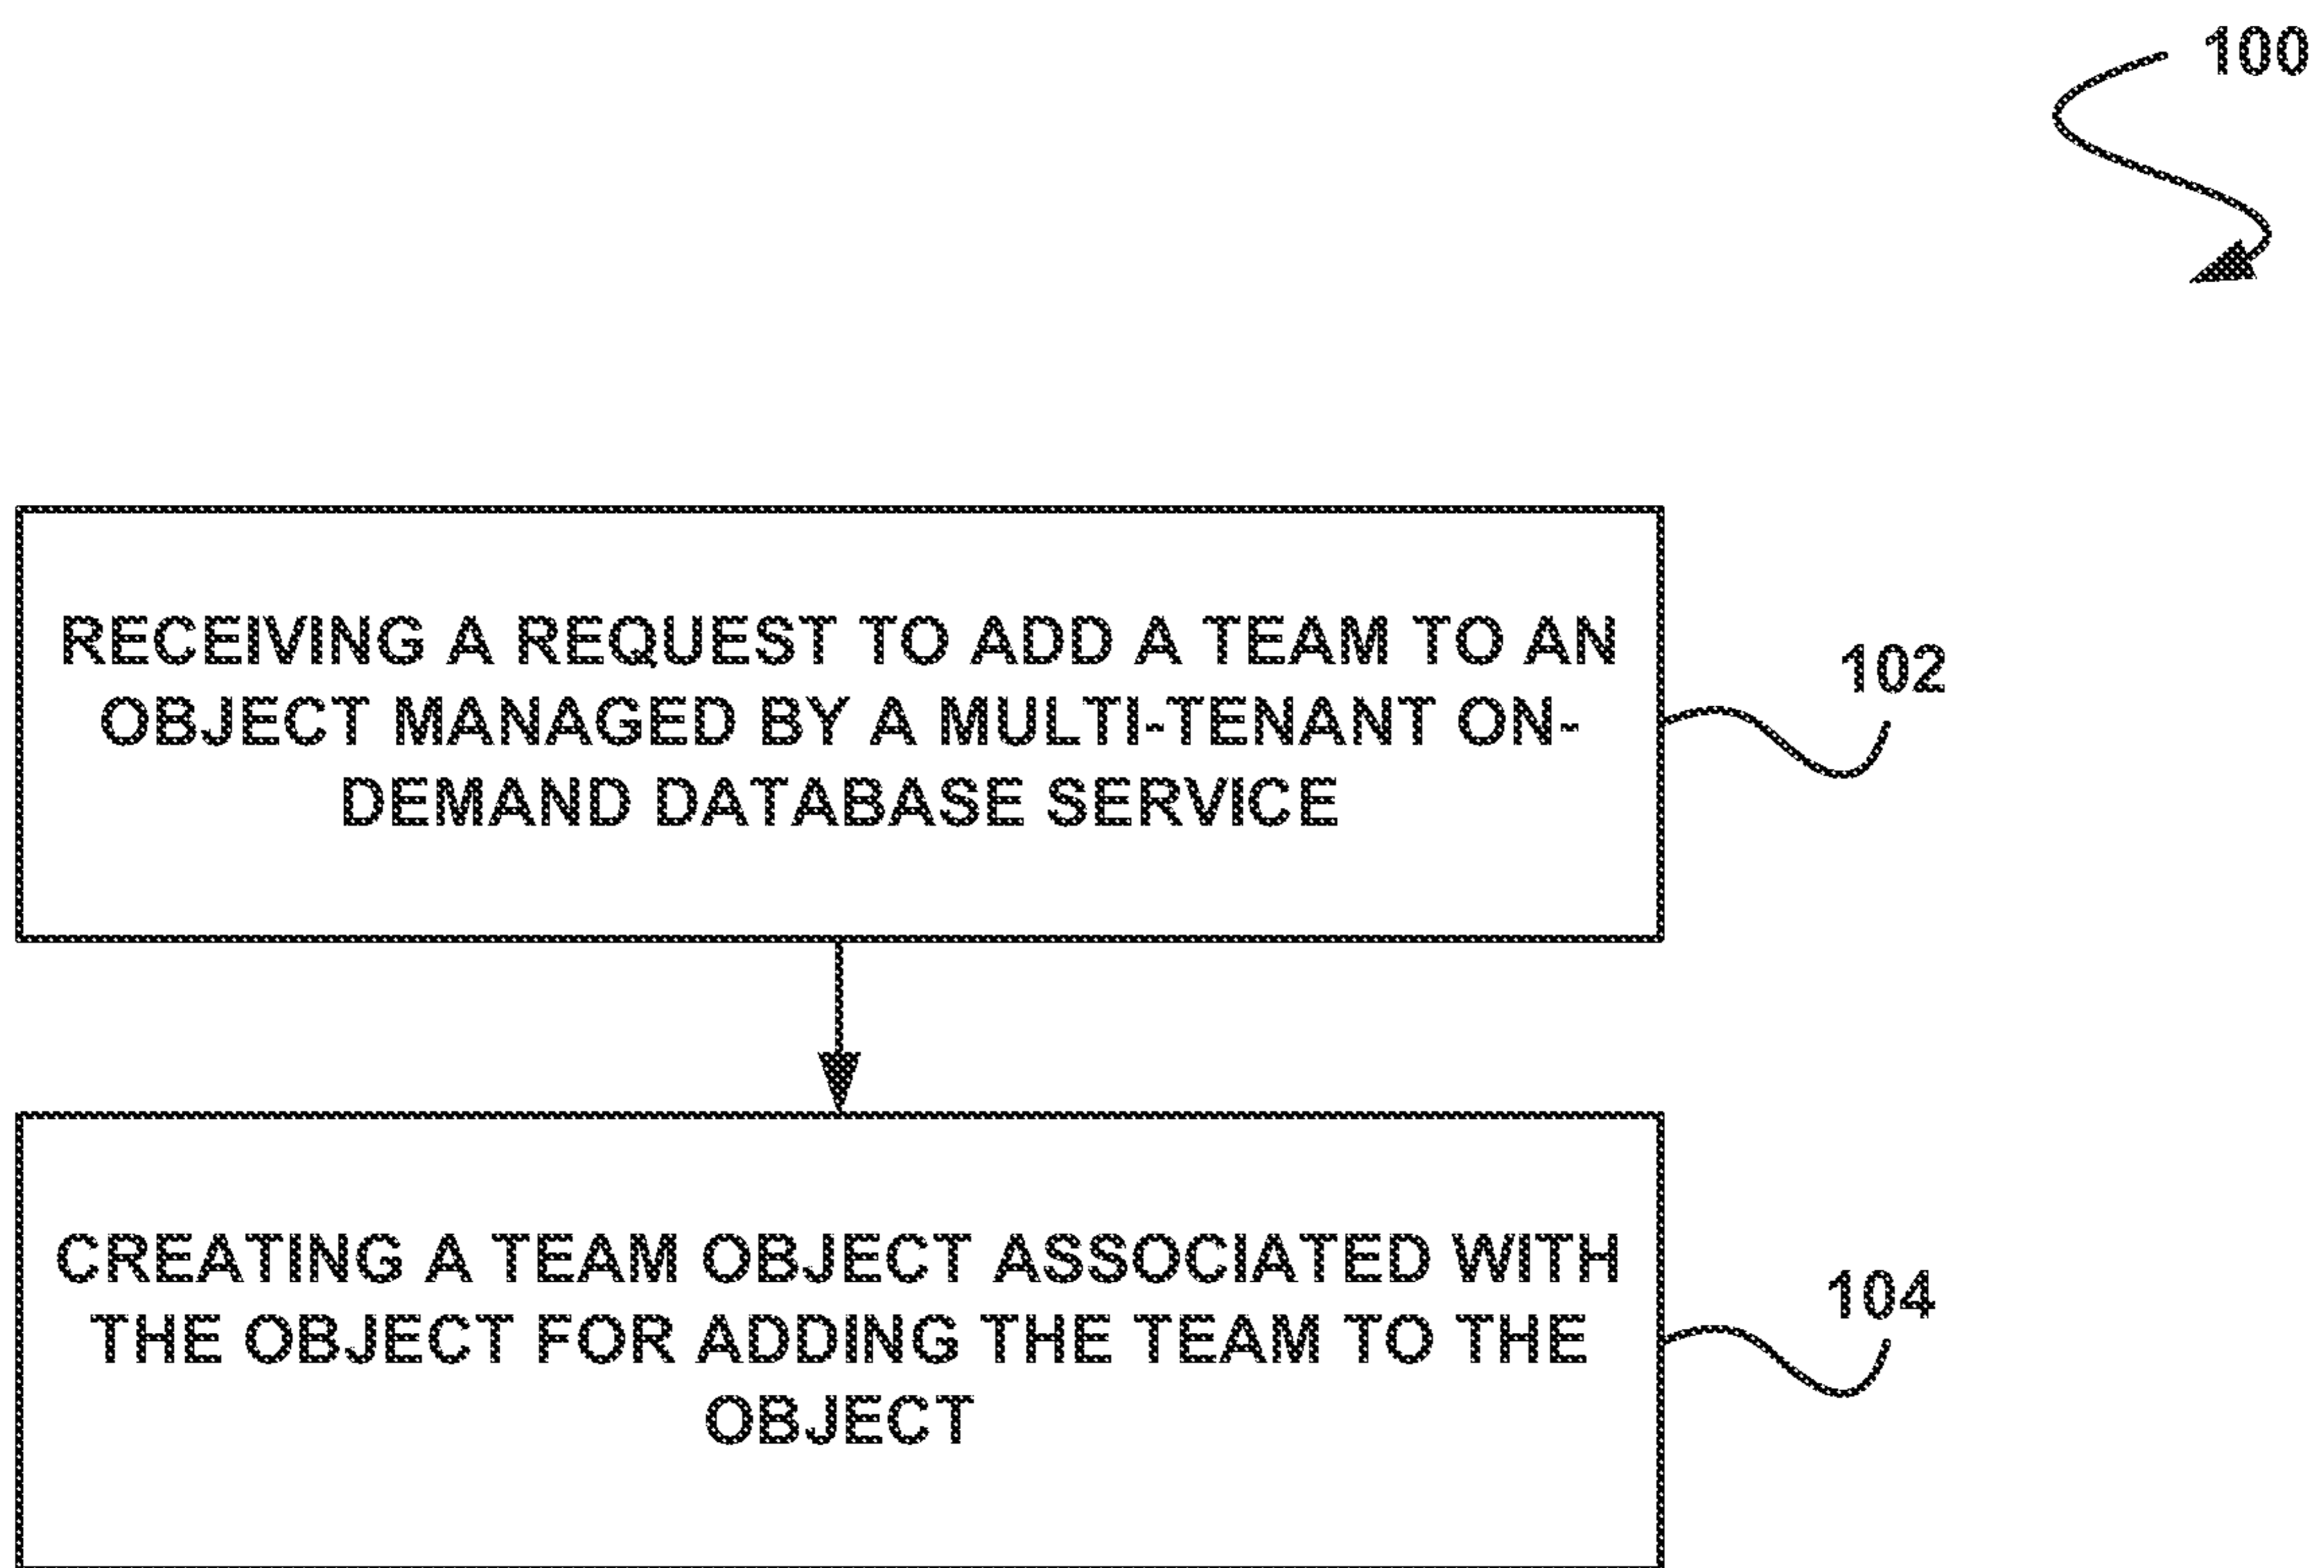 100
RECEIVING A REQUEST TO ADD A TEAM TO AN
OBJECT MANAGED BY A MULTI-TENANT ON-
DEMAND DATABASE SERVICE
102
CREATING A TEAM OBJECT ASSOCIATED WITH
THE OBJECT FOR ADDING THE TEAM TO THE
OBJECT
104